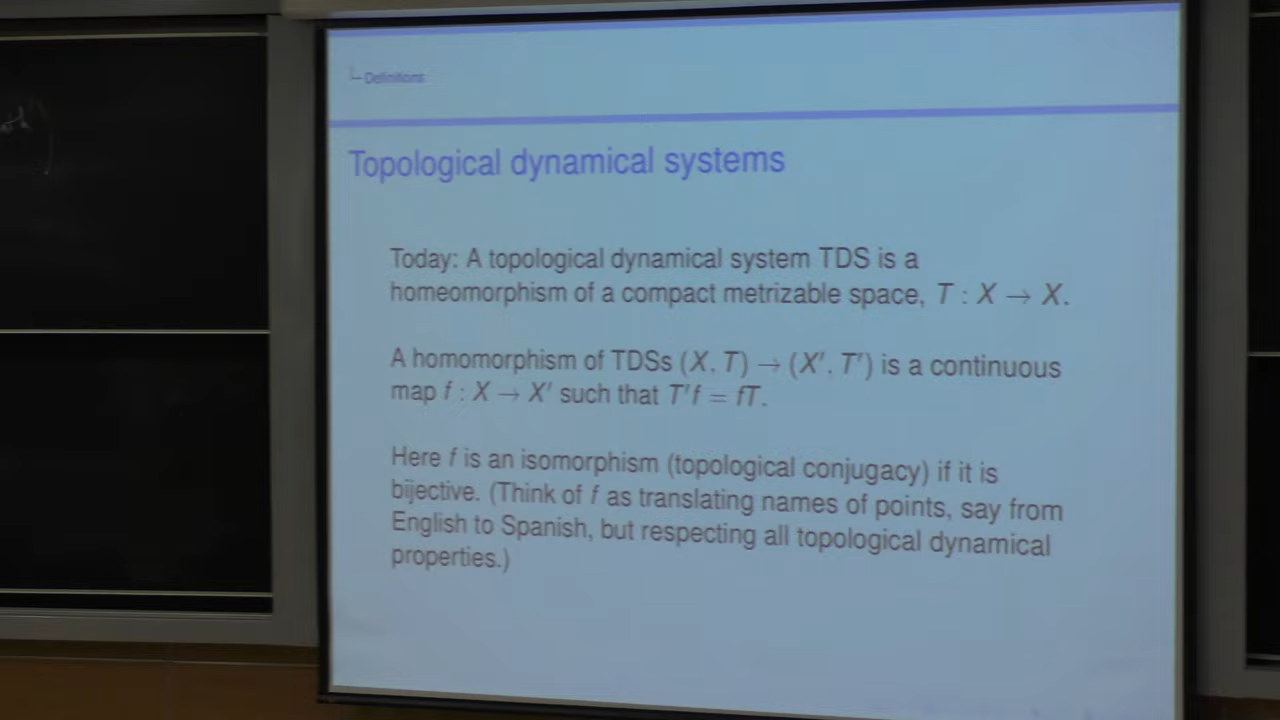 Definitions
Topological dynamical systems
Today: A topological dynamical system TDS is a
homeomorphism of a compact metrizable space, T : X → X.
A homomorphism of TDSs (X, T) → (X′, T′) is a continuous
map f : X → X′ such that T′f = fT.
Here f is an isomorphism (topological conjugacy) if it is
bijective. (Think of f as translating names of points, say from
English to Spanish, but respecting all topological dynamical
properties.)